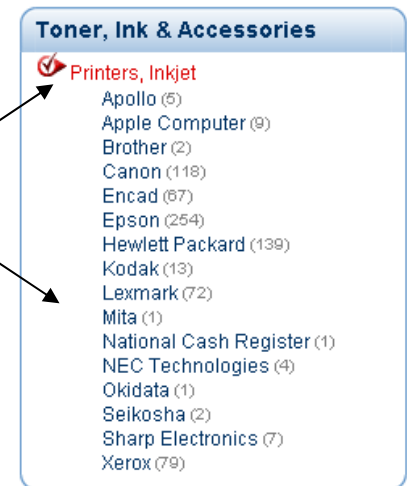 Toner, Ink & Accessories
Printers, Inkjet
Apollo (5)
Apple Computer (9)
Brother (2)
Canon (118)
Encad (67)
Epson (254)
Hewlett Packard (139)
Kodak (13)
Lexmark (72)
Mita (1)
National Cash Register (1)
NEC Technologies (4)
Okidata (1)
Seikosha (2)
Sharp Electronics (7)
Xerox (79)